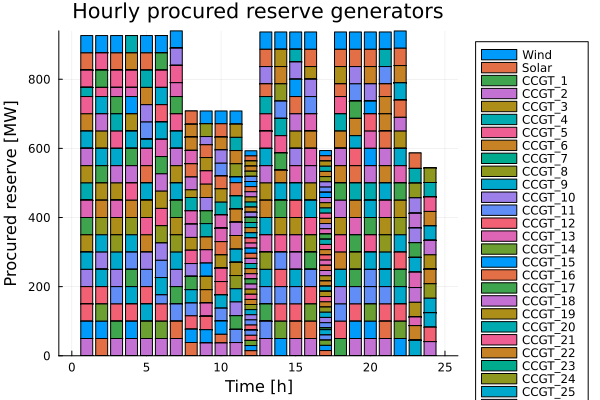 Hourly procured reserve generators
Procured reserve [MW]
800
600
400
200
0
0
5
10
15
20
25
Time [h]
Wind
Solar
CCGT_1
CCGT_2
CCGT_3
CCGT_4
CCGT_5
CCGT_6
CCGT_7
CCGT_8
CCGT_9
CCGT_10
CCGT_11
CCGT_12
CCGT_13
CCGT_14
CCGT_15
CCGT_16
CCGT_17
CCGT_18
CCGT_19
CCGT_20
CCGT_21
CCGT_22
CCGT_23
CCGT_24
CCGT_25